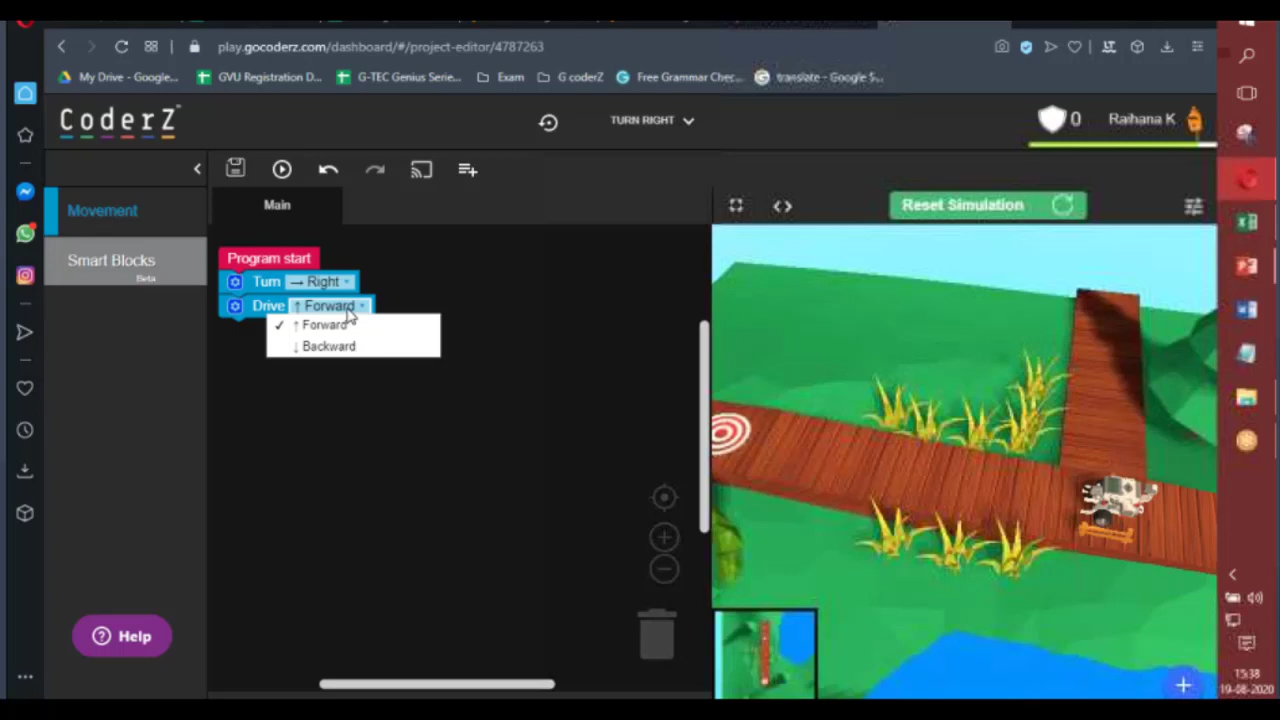 play.gocoderz.com/dashboard/#/project-editor/4787263
My Drive - Google...
GVU Registration D...
G-TEC Genius Serie...
Exam
G coderZ
Free Grammar Chec...
translate - Google S...
CoderZ
TURN RIGHT
0
Raihana K
Movement
Smart Blocks
Beta
Main
Reset Simulation
Program start
Turn → Right
Drive ↑ Forward
✓ ↑ Forward
↓ Backward
? Help
15:38
19-08-2020